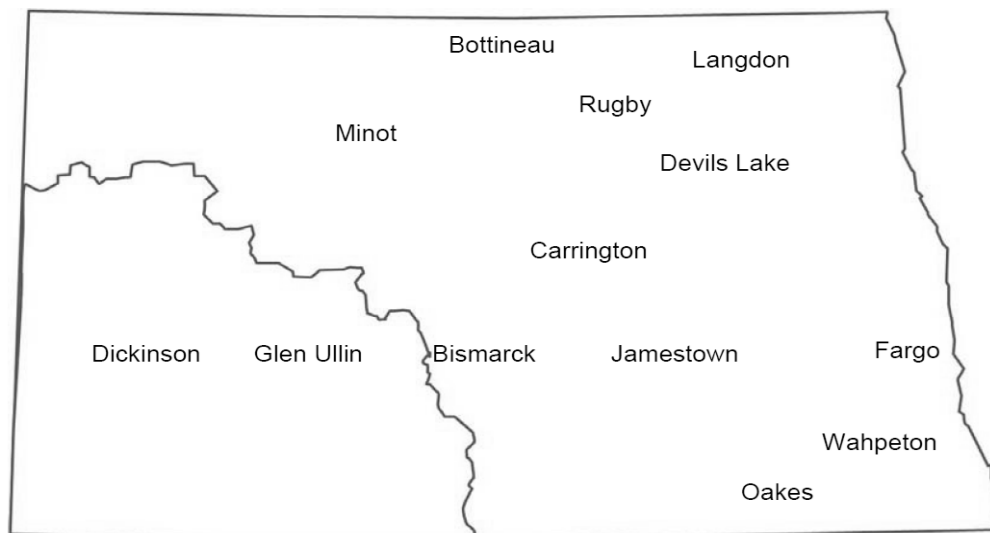 Bottineau
Langdon
Rugby
Minot
Devils Lake
Carrington
Dickinson
Glen Ullin
Bismarck
Jamestown
Fargo
Wahpeton
Oakes